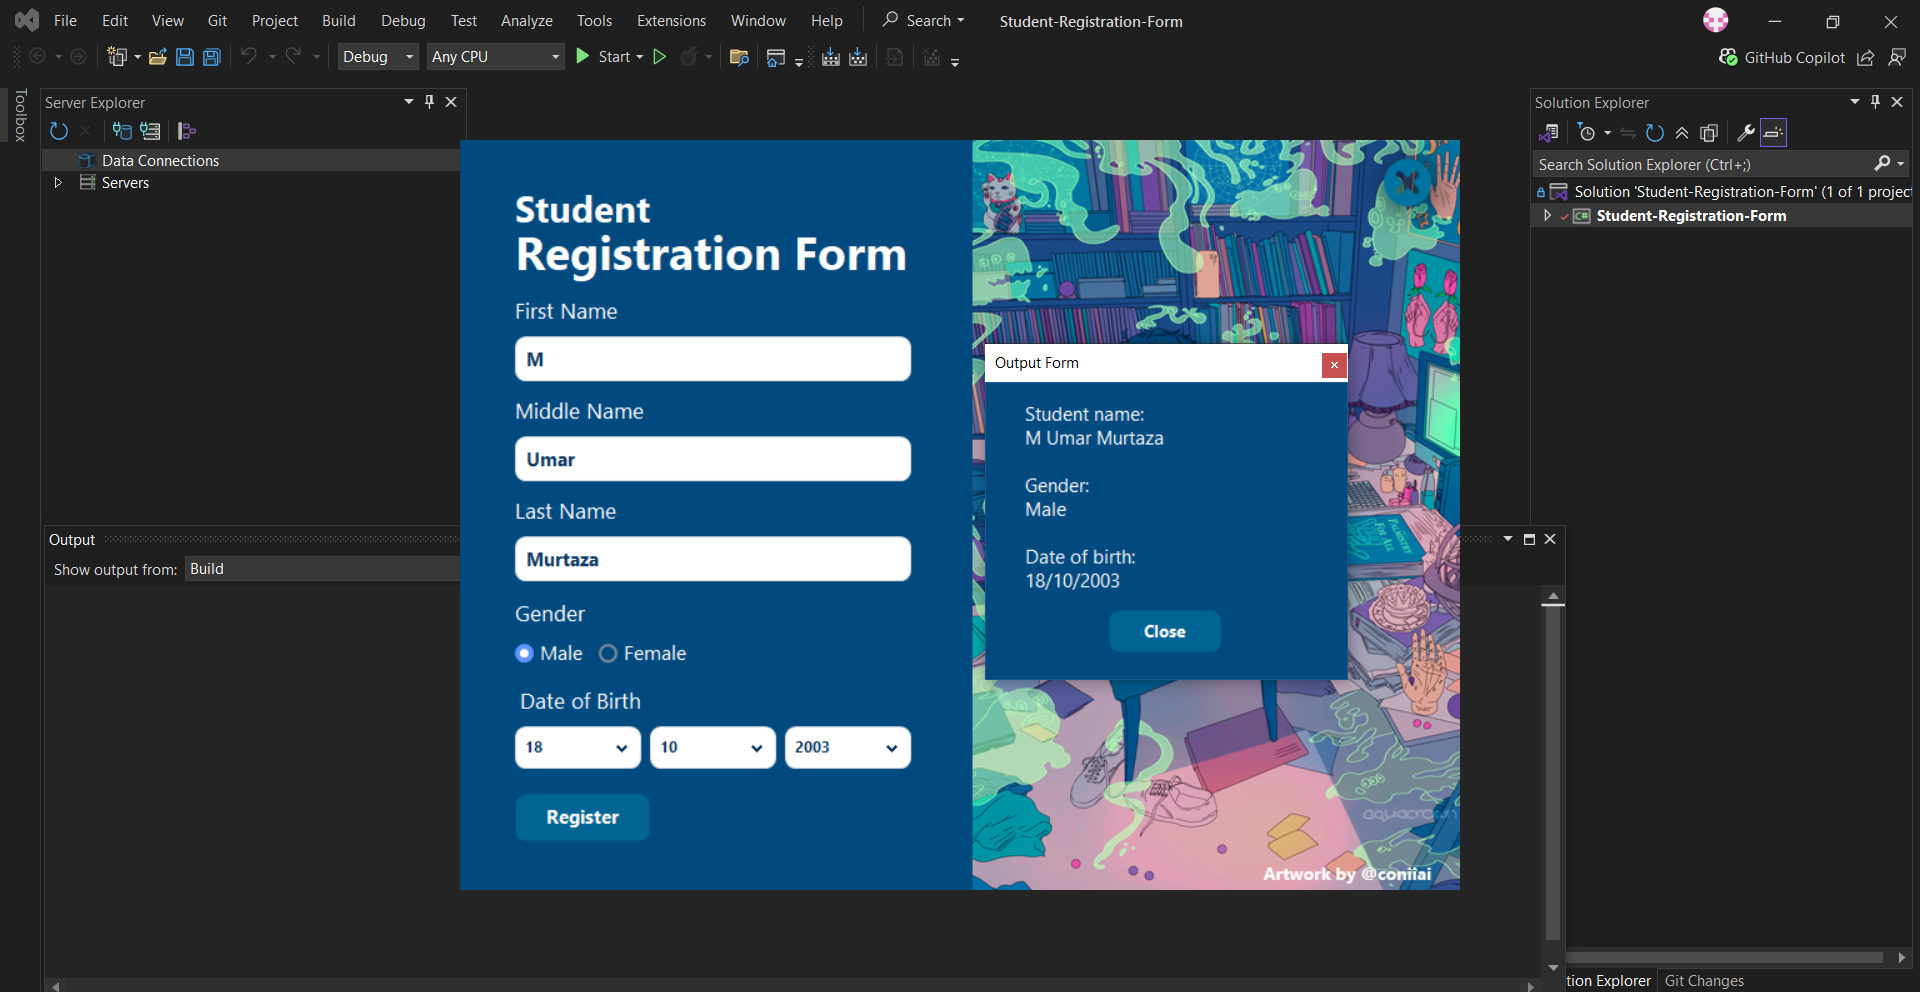 File Edit View Git Project Build Debug Test Analyze Tools Extensions Window Help Search Student-Registration-Form
Debug Any CPU Start GitHub Copilot
Toolbox
Server Explorer
Data Connections
Servers
Student
Registration Form
First Name
M
Middle Name
Umar
Last Name
Murtaza
Gender
Male Female
Date of Birth
18 10 2003
Register
Output Form
Student name:
M Umar Murtaza
Gender:
Male
Date of birth:
18/10/2003
Close
PALMISTRY
FOR ALL
Artwork by @coniiai
Output
Show output from: Build
Solution Explorer
Search Solution Explorer (Ctrl+;)
Solution 'Student-Registration-Form' (1 of 1 projec
C# Student-Registration-Form
tion Explorer Git Changes